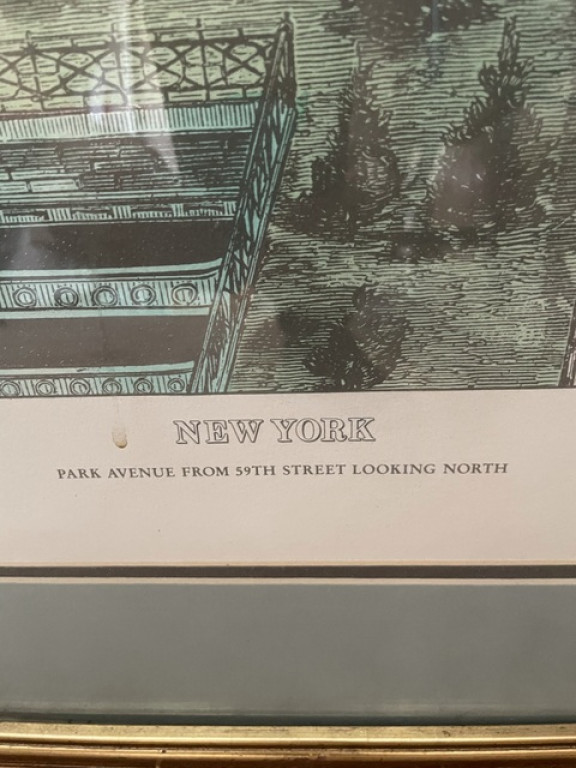 NEW YORK
PARK AVENUE FROM 59TH STREET LOOKING NORTH